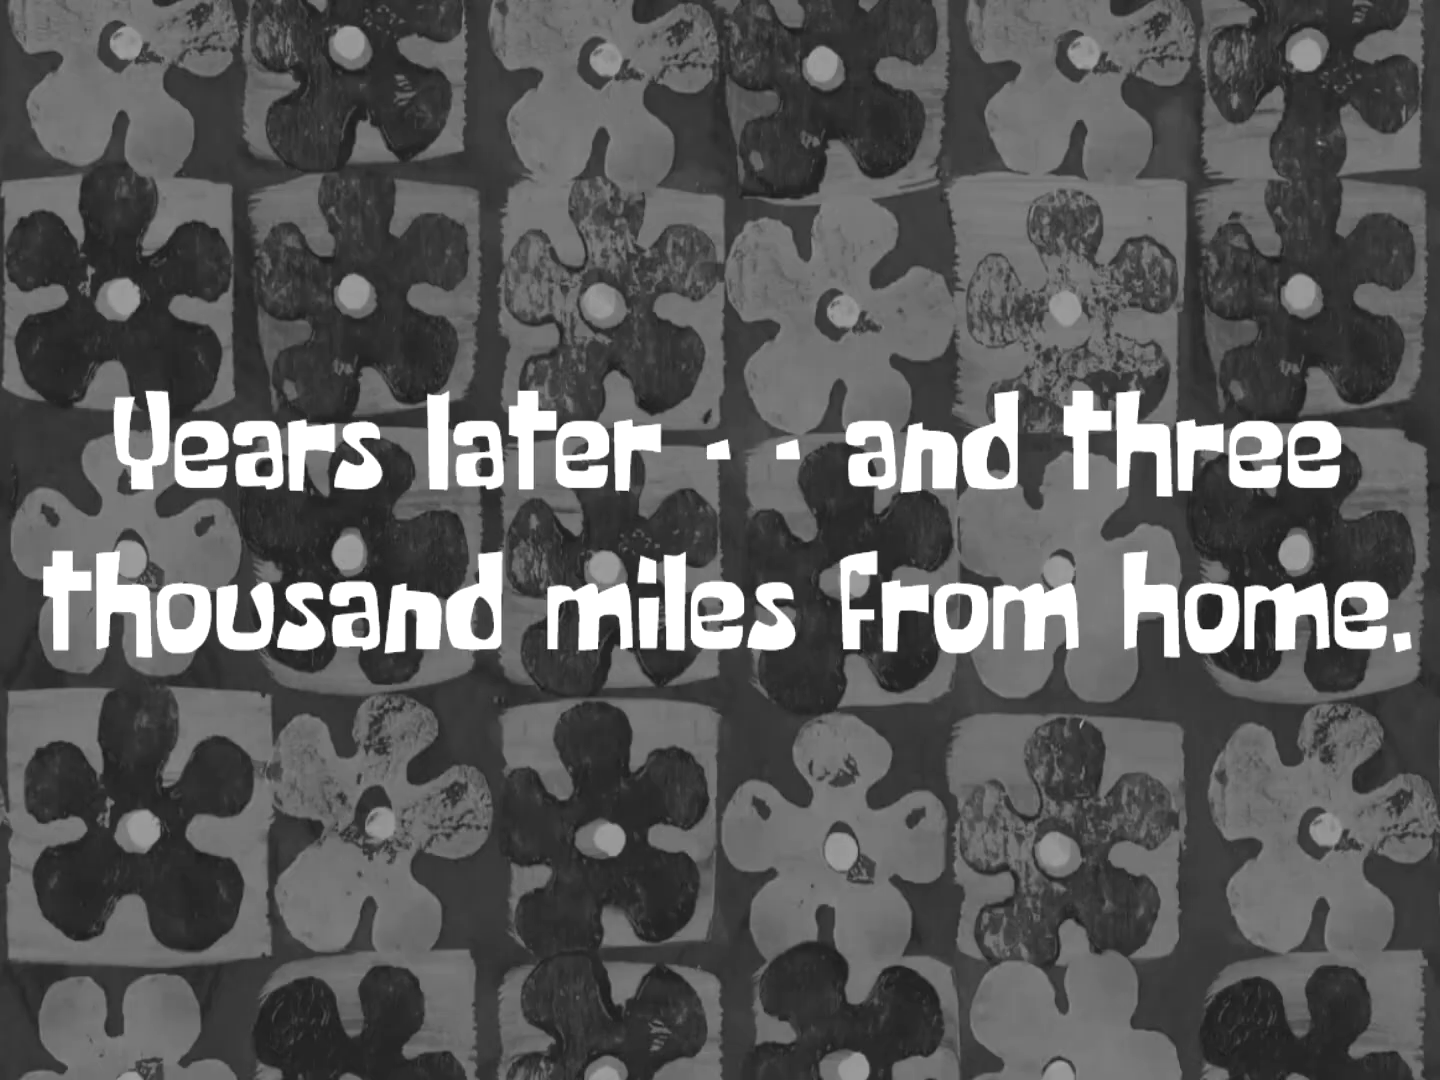 Years later - - and three
thousand miles from home.